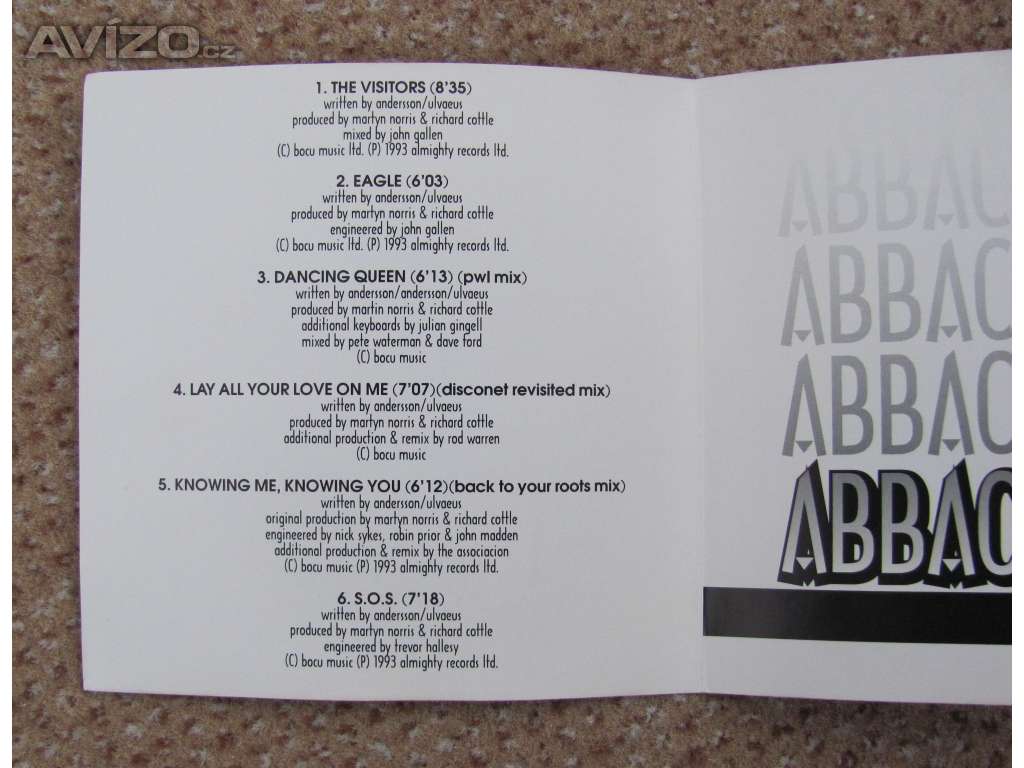 AVÍZO.cz
1. THE VISITORS (8'35)
written by andersson/ulvaeus
produced by martyn norris & richard cottle
mixed by john gallen
(C) bocu music ltd. (P) 1993 almighty records ltd.
2. EAGLE (6'03)
written by andersson/ulvaeus
produced by martyn norris & richard cottle
engineered by john gallen
(C) bocu music ltd. (P) 1993 almighty records ltd.
3. DANCING QUEEN (6'13) (pwl mix)
written by andersson/andersson/ulvaeus
produced by martin norris & richard cottle
additional keyboards by julian gingell
mixed by pete waterman & dave ford
(C) bocu music
4. LAY ALL YOUR LOVE ON ME (7'07)(disconet revisited mix)
written by andersson/ulvaeus
produced by martyn norris & richard cottle
additional production & remix by rod warren
(C) bocu music
5. KNOWING ME, KNOWING YOU (6'12)(back to your roots mix)
written by andersson/ulvaeus
original production by martyn norris & richard cottle
engineered by nick sykes, robin prior & john madden
additional production & remix by the associacion
(C) bocu music (P) 1993 almighty records ltd.
6. S.O.S. (7'18)
written by andersson/ulvaeus
produced by martyn norris & richard cottle
engineered by trevor hallesy
(C) bocu music (P) 1993 almighty records ltd.
ABBAC
ABBAC
ABBAC
ABBAC